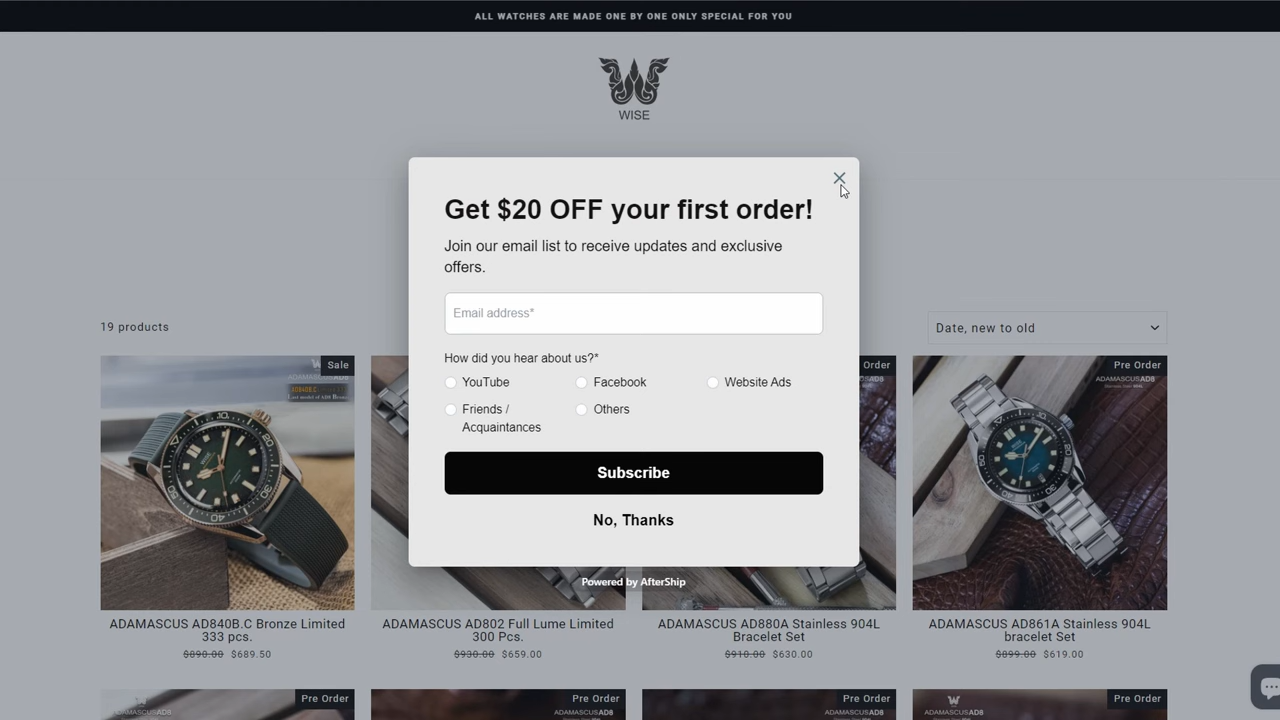 ALL WATCHES ARE MADE ONE BY ONE ONLY SPECIAL FOR YOU
WISE
Get $20 OFF your first order!
Join our email list to receive updates and exclusive
offers.
Email address*
How did you hear about us?*
YouTube
Facebook
Website Ads
Friends /
Acquaintances
Others
Subscribe
No, Thanks
Powered by AfterShip
19 products
Date, new to old
Sale
Order
Pre Order
ADAMASCUS AD840B.C Bronze Limited
333 pcs.
$890.00 $689.50
ADAMASCUS AD802 Full Lume Limited
300 Pcs.
$930.00 $659.00
ADAMASCUS AD880A Stainless 904L
Bracelet Set
$910.00 $630.00
ADAMASCUS AD861A Stainless 904L
bracelet Set
$899.00 $619.00
Pre Order
Pre Order
Pre Order
Pre Order
ADAMASCUSAD8
ADAMASCUSAD8
ADAMASCUSAD8
ADAMASCUSAD8